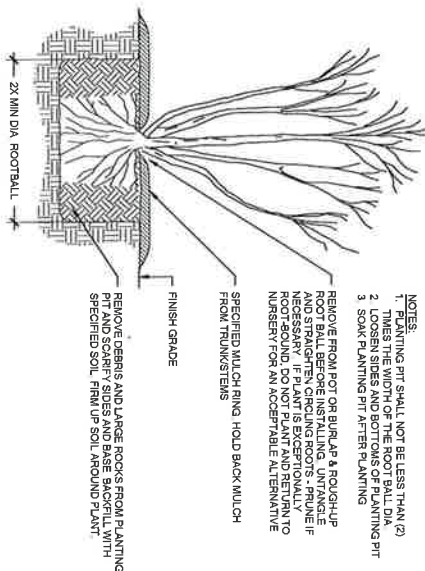 NOTES:
1. PLANTING PIT SHALL NOT BE LESS THAN (2)
TIMES THE WIDTH OF THE ROOT BALL DIA
2 LOOSEN SIDES AND BOTTOMS OF PLANTING PIT
3 SOAK PLANTING PIT AFTER PLANTING
REMOVE FROM POT OR BURLAP & ROUGH-UP
ROOT BALL BEFORE INSTALLING UNTANGLE
AND STRAIGHTEN CIRCLING ROOTS - PRUNE IF
NECESSARY IF PLANT IS EXCEPTIONALLY
ROOT-BOUND, DO NOT PLANT AND RETURN TO
NURSERY FOR AN ACCEPTABLE ALTERNATIVE
SPECIFIED MULCH RING HOLD BACK MULCH
FROM TRUNK/STEMS
FINISH GRADE
REMOVE DEBRIS AND LARGE ROCKS FROM PLANTING
PIT AND SCARIFY SIDES AND BASE BACKFILL WITH
SPECIFIED SOIL FIRM UP SOIL AROUND PLANT.
2X MIN DIA ROOTBALL